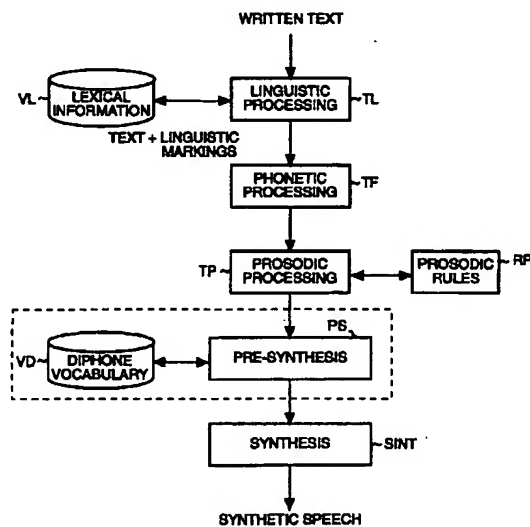 WRITTEN TEXT
VL
LEXICAL
INFORMATION
LINGUISTIC
PROCESSING
TL
TEXT + LINGUISTIC
MARKINGS
PHONETIC
PROCESSING
TF
TP
PROSODIC
PROCESSING
PROSODIC
RULES
RP
PS
VD
DIPHONE
VOCABULARY
PRE-SYNTHESIS
SYNTHESIS
SINT
SYNTHETIC SPEECH